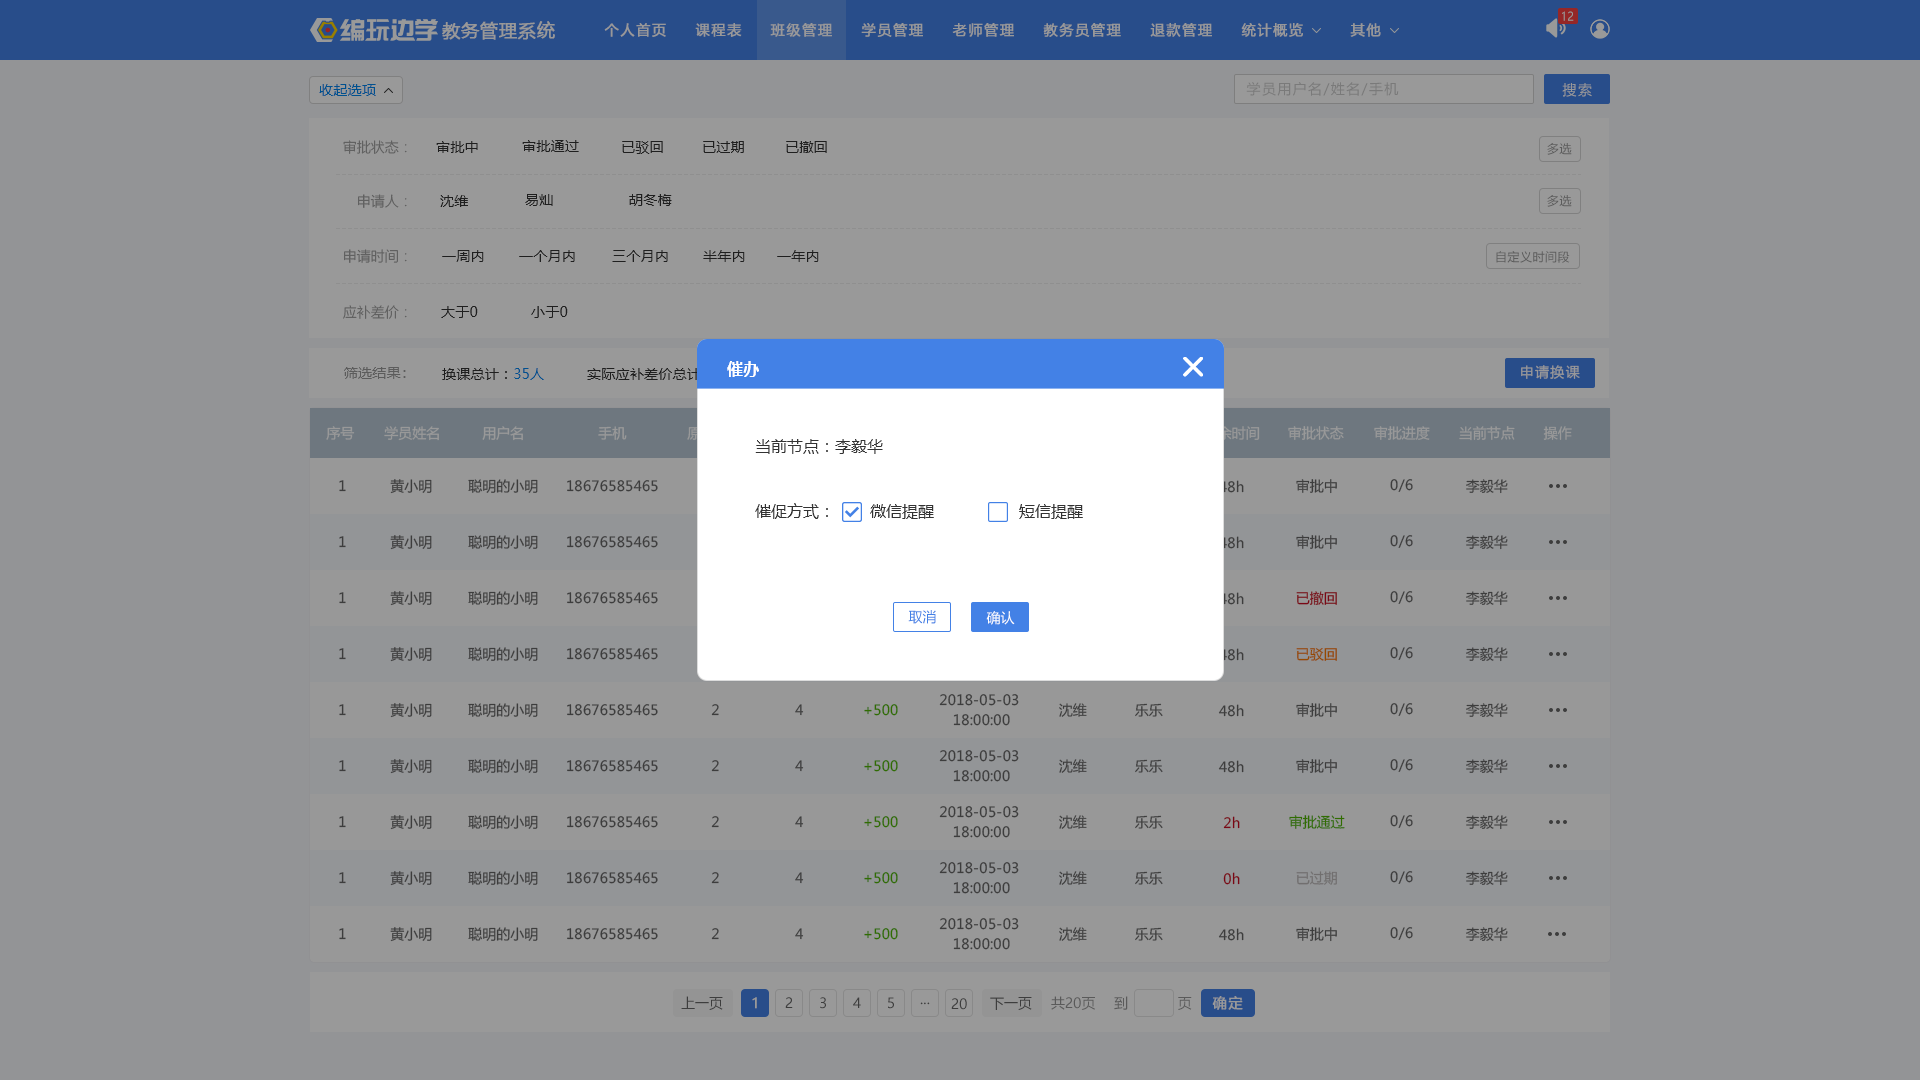 编玩边学 教务管理系统 个人首页 课程表 班级管理 学员管理 老师管理 教务员管理 退款管理 统计概览 其他 12
收起选项 学员用户名/姓名/手机 搜索
审批状态： 审批中 审批通过 已驳回 已过期 已撤回 多选
申请人： 沈维 易灿 胡冬梅 多选
申请时间： 一周内 一个月内 三个月内 半年内 一年内 自定义时间段
应补差价： 大于0 小于0
筛选结果： 换课总计：35人 实际应补差价总计 申请换课
催办
当前节点：李毅华
催促方式： 微信提醒 短信提醒
取消 确认
序号 学员姓名 用户名 手机 余时间 审批状态 审批进度 当前节点 操作
1 黄小明 聪明的小明 18676585465 48h 审批中 0/6 李毅华 •••
1 黄小明 聪明的小明 18676585465 48h 审批中 0/6 李毅华 •••
1 黄小明 聪明的小明 18676585465 48h 已撤回 0/6 李毅华 •••
1 黄小明 聪明的小明 18676585465 48h 已驳回 0/6 李毅华 •••
1 黄小明 聪明的小明 18676585465 2 4 +500 2018-05-03 18:00:00 沈维 乐乐 48h 审批中 0/6 李毅华 •••
1 黄小明 聪明的小明 18676585465 2 4 +500 2018-05-03 18:00:00 沈维 乐乐 48h 审批中 0/6 李毅华 •••
1 黄小明 聪明的小明 18676585465 2 4 +500 2018-05-03 18:00:00 沈维 乐乐 2h 审批通过 0/6 李毅华 •••
1 黄小明 聪明的小明 18676585465 2 4 +500 2018-05-03 18:00:00 沈维 乐乐 0h 已过期 0/6 李毅华 •••
1 黄小明 聪明的小明 18676585465 2 4 +500 2018-05-03 18:00:00 沈维 乐乐 48h 审批中 0/6 李毅华 •••
上一页 1 2 3 4 5 ... 20 下一页 共20页 到 页 确定